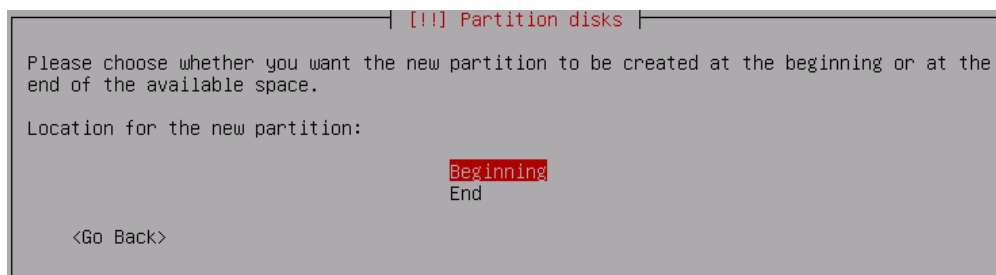 [!!] Partition disks
Please choose whether you want the new partition to be created at the beginning or at the
end of the available space.
Location for the new partition:
Beginning
End
<Go Back>